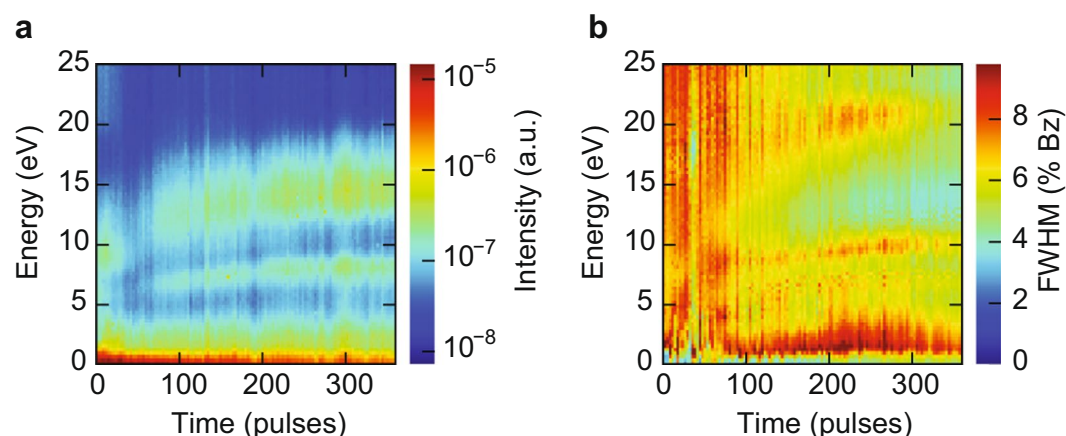 a
25
20
15
10
5
0
Energy (eV)
0 100 200 300
Time (pulses)
10⁻⁵
10⁻⁶
10⁻⁷
10⁻⁸
Intensity (a.u.)
b
25
20
15
10
5
0
Energy (eV)
0 100 200 300
Time (pulses)
8
6
4
2
0
FWHM (% Bz)